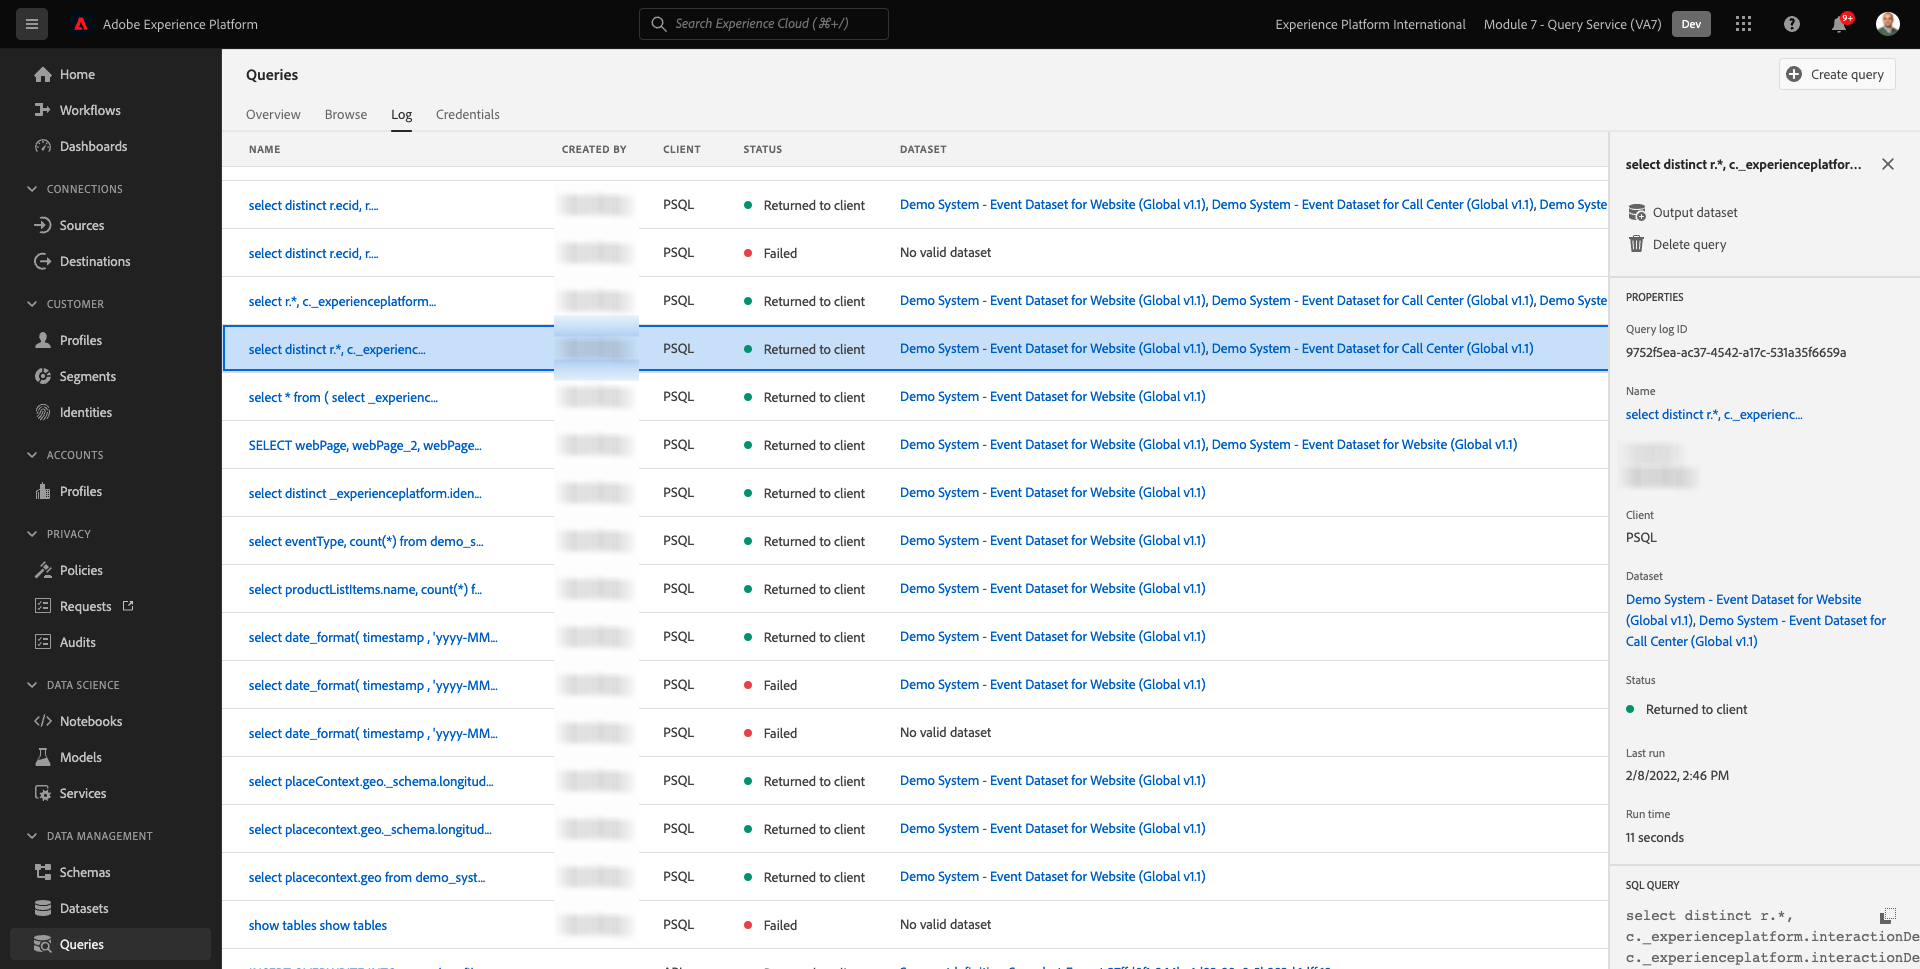 Adobe Experience Platform
Search Experience Cloud (⌘+/)
Experience Platform International
Module 7 - Query Service (VA7)
Dev
9+
Home
Workflows
Dashboards
CONNECTIONS
Sources
Destinations
CUSTOMER
Profiles
Segments
Identities
ACCOUNTS
Profiles
PRIVACY
Policies
Requests
Audits
DATA SCIENCE
Notebooks
Models
Services
DATA MANAGEMENT
Schemas
Datasets
Queries
Queries
Create query
Overview Browse Log Credentials
NAME CREATED BY CLIENT STATUS DATASET
select distinct r.ecid, r.... PSQL Returned to client Demo System - Event Dataset for Website (Global v1.1), Demo System - Event Dataset for Call Center (Global v1.1), Demo Syste
select distinct r.ecid, r.... PSQL Failed No valid dataset
select r.*, c._experienceplatform... PSQL Returned to client Demo System - Event Dataset for Website (Global v1.1), Demo System - Event Dataset for Call Center (Global v1.1), Demo Syste
select distinct r.*, c._experienc... PSQL Returned to client Demo System - Event Dataset for Website (Global v1.1), Demo System - Event Dataset for Call Center (Global v1.1)
select * from ( select _experienc... PSQL Returned to client Demo System - Event Dataset for Website (Global v1.1)
SELECT webPage, webPage_2, webPage... PSQL Returned to client Demo System - Event Dataset for Website (Global v1.1), Demo System - Event Dataset for Website (Global v1.1)
select distinct _experienceplatform.iden... PSQL Returned to client Demo System - Event Dataset for Website (Global v1.1)
select eventType, count(*) from demo_s... PSQL Returned to client Demo System - Event Dataset for Website (Global v1.1)
select productListItems.name, count(*) f... PSQL Returned to client Demo System - Event Dataset for Website (Global v1.1)
select date_format( timestamp , 'yyyy-MM... PSQL Returned to client Demo System - Event Dataset for Website (Global v1.1)
select date_format( timestamp , 'yyyy-MM... PSQL Failed Demo System - Event Dataset for Website (Global v1.1)
select date_format( timestamp , 'yyyy-MM... PSQL Failed No valid dataset
select placeContext.geo._schema.longitud... PSQL Returned to client Demo System - Event Dataset for Website (Global v1.1)
select placecontext.geo._schema.longitud... PSQL Returned to client Demo System - Event Dataset for Website (Global v1.1)
select placecontext.geo from demo_syst... PSQL Returned to client Demo System - Event Dataset for Website (Global v1.1)
show tables show tables PSQL Failed No valid dataset
select distinct r.*, c._experienceplatfor...
Output dataset
Delete query
PROPERTIES
Query log ID
9752f5ea-ac37-4542-a17c-531a35f6659a
Name
select distinct r.*, c._experienc...
Client
PSQL
Dataset
Demo System - Event Dataset for Website
(Global v1.1), Demo System - Event Dataset for
Call Center (Global v1.1)
Status
Returned to client
Last run
2/8/2022, 2:46 PM
Run time
11 seconds
SQL QUERY
select distinct r.*,
c._experienceplatform.interactionDe
c._experienceplatform.interactionDe